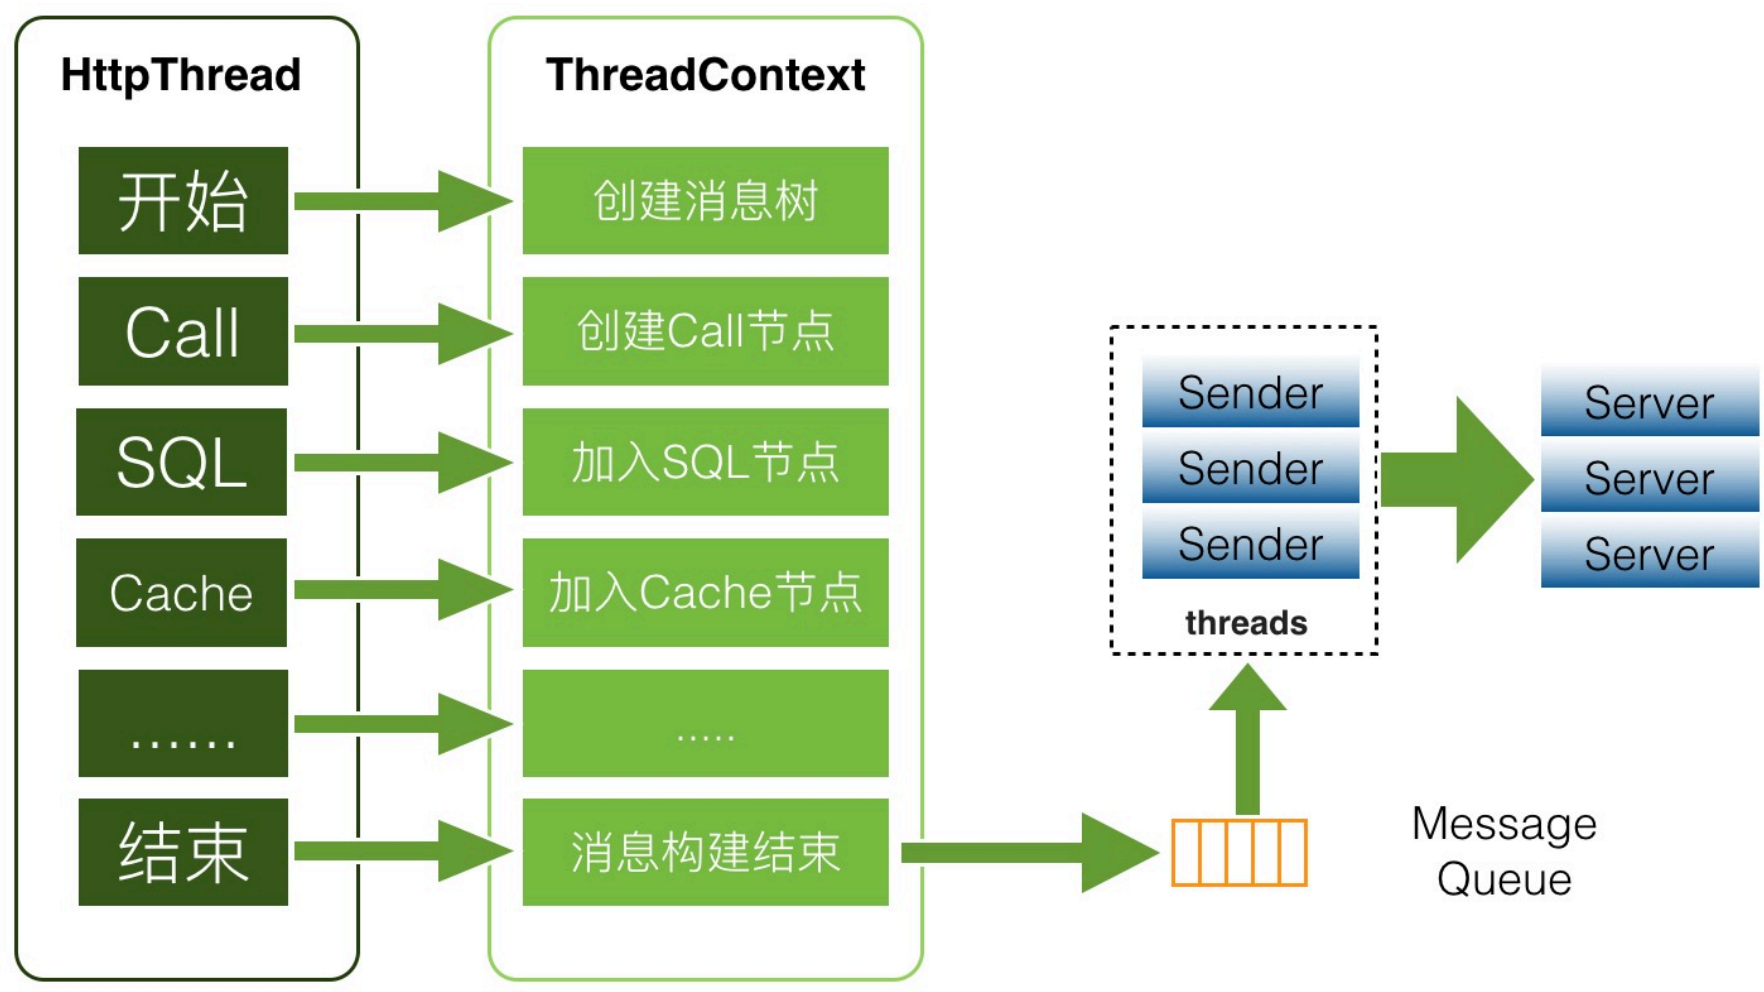 HttpThread
开始
Call
SQL
Cache
......
结束
ThreadContext
创建消息树
创建Call节点
加入SQL节点
加入Cache节点
.....
消息构建结束
Sender
Sender
Sender
threads
Server
Server
Server
Message
Queue